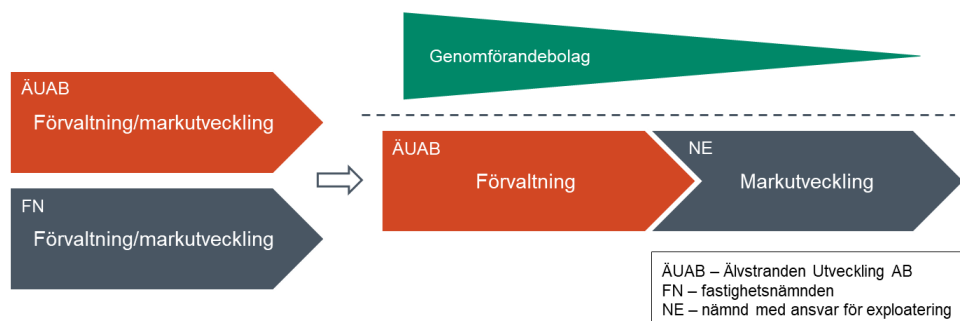 ÄUAB
Förvaltning/markutveckling
FN
Förvaltning/markutveckling
Genomförandebolag
ÄUAB
Förvaltning
NE
Markutveckling
ÄUAB – Älvstranden Utveckling AB
FN – fastighetsnämnden
NE – nämnd med ansvar för exploatering